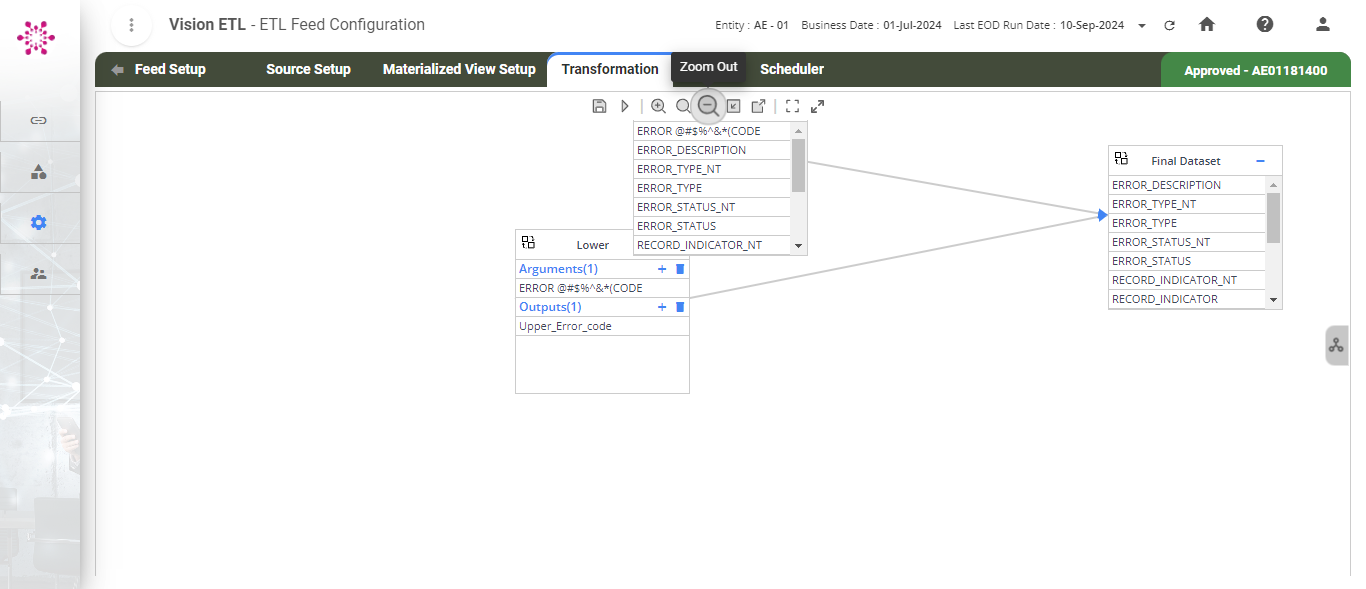 Vision ETL - ETL Feed Configuration
Entity : AE - 01 Business Date : 01-Jul-2024 Last EOD Run Date : 10-Sep-2024
Feed Setup Source Setup Materialized View Setup Transformation Zoom Out Scheduler Approved - AE01181400
ERROR @#$%^&*(CODE
ERROR_DESCRIPTION
ERROR_TYPE_NT
ERROR_TYPE
ERROR_STATUS_NT
ERROR_STATUS
RECORD_INDICATOR_NT
Lower
Arguments(1)
ERROR @#$%^&*(CODE
Outputs(1)
Upper_Error_code
Final Dataset
ERROR_DESCRIPTION
ERROR_TYPE_NT
ERROR_TYPE
ERROR_STATUS_NT
ERROR_STATUS
RECORD_INDICATOR_NT
RECORD_INDICATOR